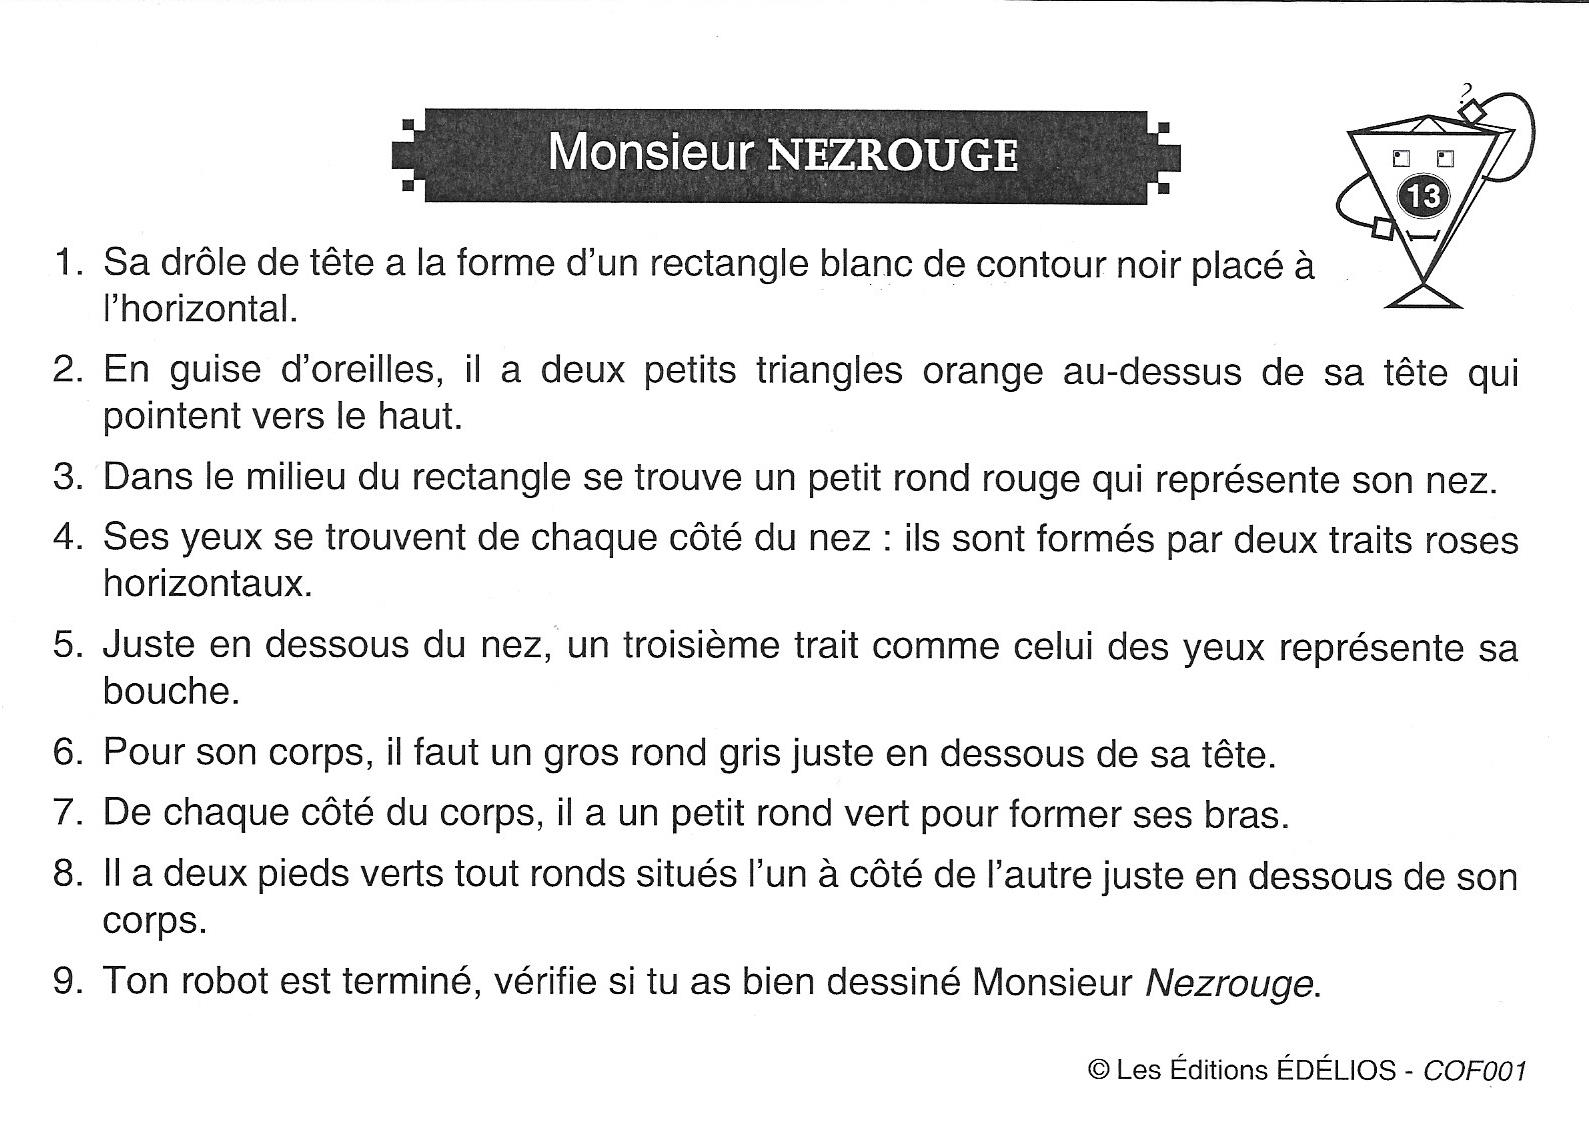 Monsieur NEZROUGE
?
13
1. Sa drôle de tête a la forme d'un rectangle blanc de contour noir placé à
l'horizontal.
2. En guise d'oreilles, il a deux petits triangles orange au-dessus de sa tête qui
pointent vers le haut.
3. Dans le milieu du rectangle se trouve un petit rond rouge qui représente son nez.
4. Ses yeux se trouvent de chaque côté du nez : ils sont formés par deux traits roses
horizontaux.
5. Juste en dessous du nez, un troisième trait comme celui des yeux représente sa
bouche.
6. Pour son corps, il faut un gros rond gris juste en dessous de sa tête.
7. De chaque côté du corps, il a un petit rond vert pour former ses bras.
8. Il a deux pieds verts tout ronds situés l'un à côté de l'autre juste en dessous de son
corps.
9. Ton robot est terminé, vérifie si tu as bien dessiné Monsieur Nezrouge.
© Les Éditions ÉDÉLIOS - COF001